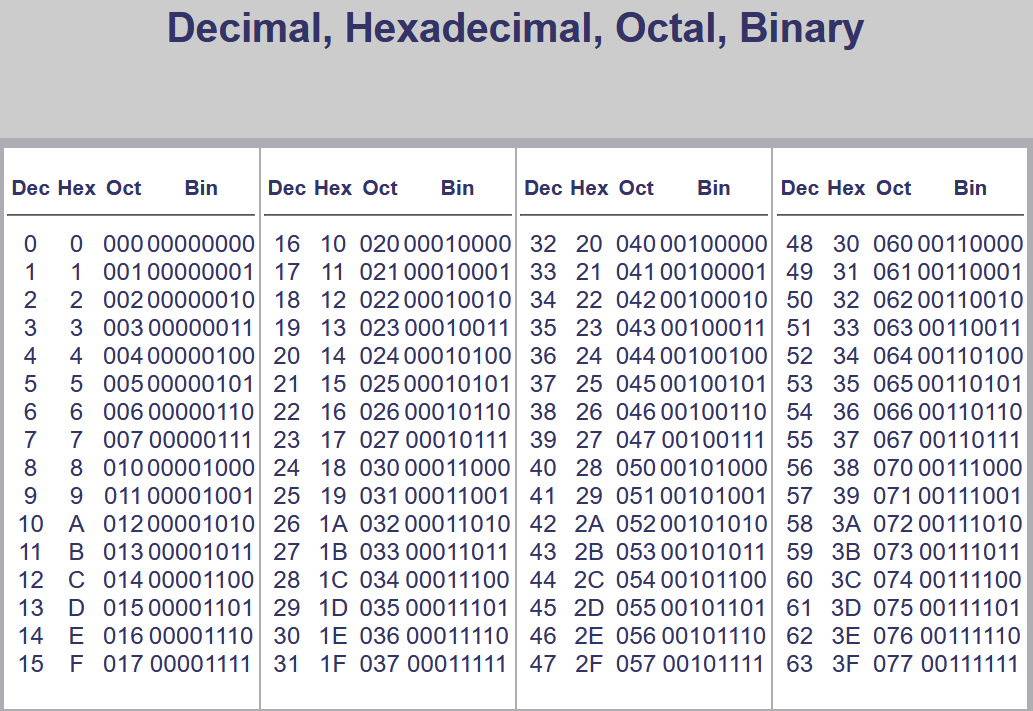 Decimal, Hexadecimal, Octal, Binary
Dec Hex Oct Bin Dec Hex Oct Bin Dec Hex Oct Bin Dec Hex Oct Bin
0 0 000 00000000 16 10 020 00010000 32 20 040 00100000 48 30 060 00110000
1 1 001 00000001 17 11 021 00010001 33 21 041 00100001 49 31 061 00110001
2 2 002 00000010 18 12 022 00010010 34 22 042 00100010 50 32 062 00110010
3 3 003 00000011 19 13 023 00010011 35 23 043 00100011 51 33 063 00110011
4 4 004 00000100 20 14 024 00010100 36 24 044 00100100 52 34 064 00110100
5 5 005 00000101 21 15 025 00010101 37 25 045 00100101 53 35 065 00110101
6 6 006 00000110 22 16 026 00010110 38 26 046 00100110 54 36 066 00110110
7 7 007 00000111 23 17 027 00010111 39 27 047 00100111 55 37 067 00110111
8 8 010 00001000 24 18 030 00011000 40 28 050 00101000 56 38 070 00111000
9 9 011 00001001 25 19 031 00011001 41 29 051 00101001 57 39 071 00111001
10 A 012 00001010 26 1A 032 00011010 42 2A 052 00101010 58 3A 072 00111010
11 B 013 00001011 27 1B 033 00011011 43 2B 053 00101011 59 3B 073 00111011
12 C 014 00001100 28 1C 034 00011100 44 2C 054 00101100 60 3C 074 00111100
13 D 015 00001101 29 1D 035 00011101 45 2D 055 00101101 61 3D 075 00111101
14 E 016 00001110 30 1E 036 00011110 46 2E 056 00101110 62 3E 076 00111110
15 F 017 00001111 31 1F 037 00011111 47 2F 057 00101111 63 3F 077 00111111